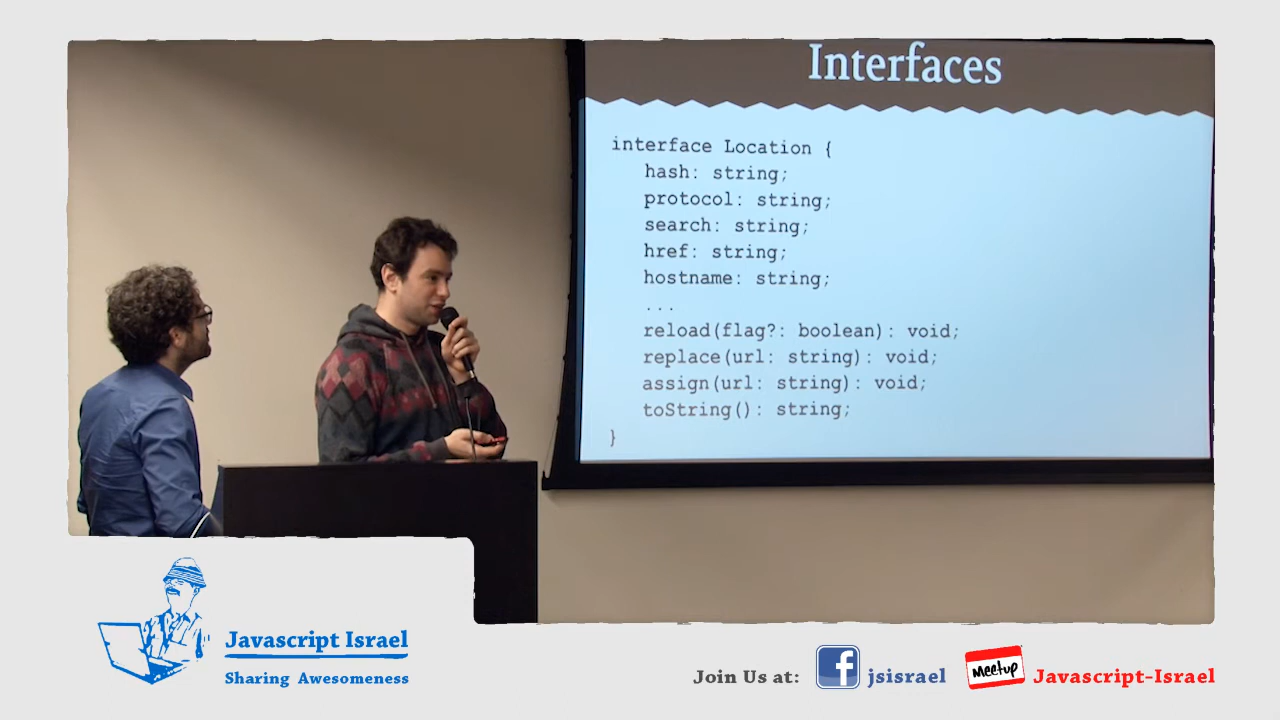 Interfaces
interface Location {
hash: string;
protocol: string;
search: string;
href: string;
hostname: string;
...
reload(flag?: boolean): void;
replace(url: string): void;
assign(url: string): void;
toString(): string;
}
Javascript Israel
Sharing Awesomeness
Join Us at:
f
jsisrael
Meetup
Javascript-Israel